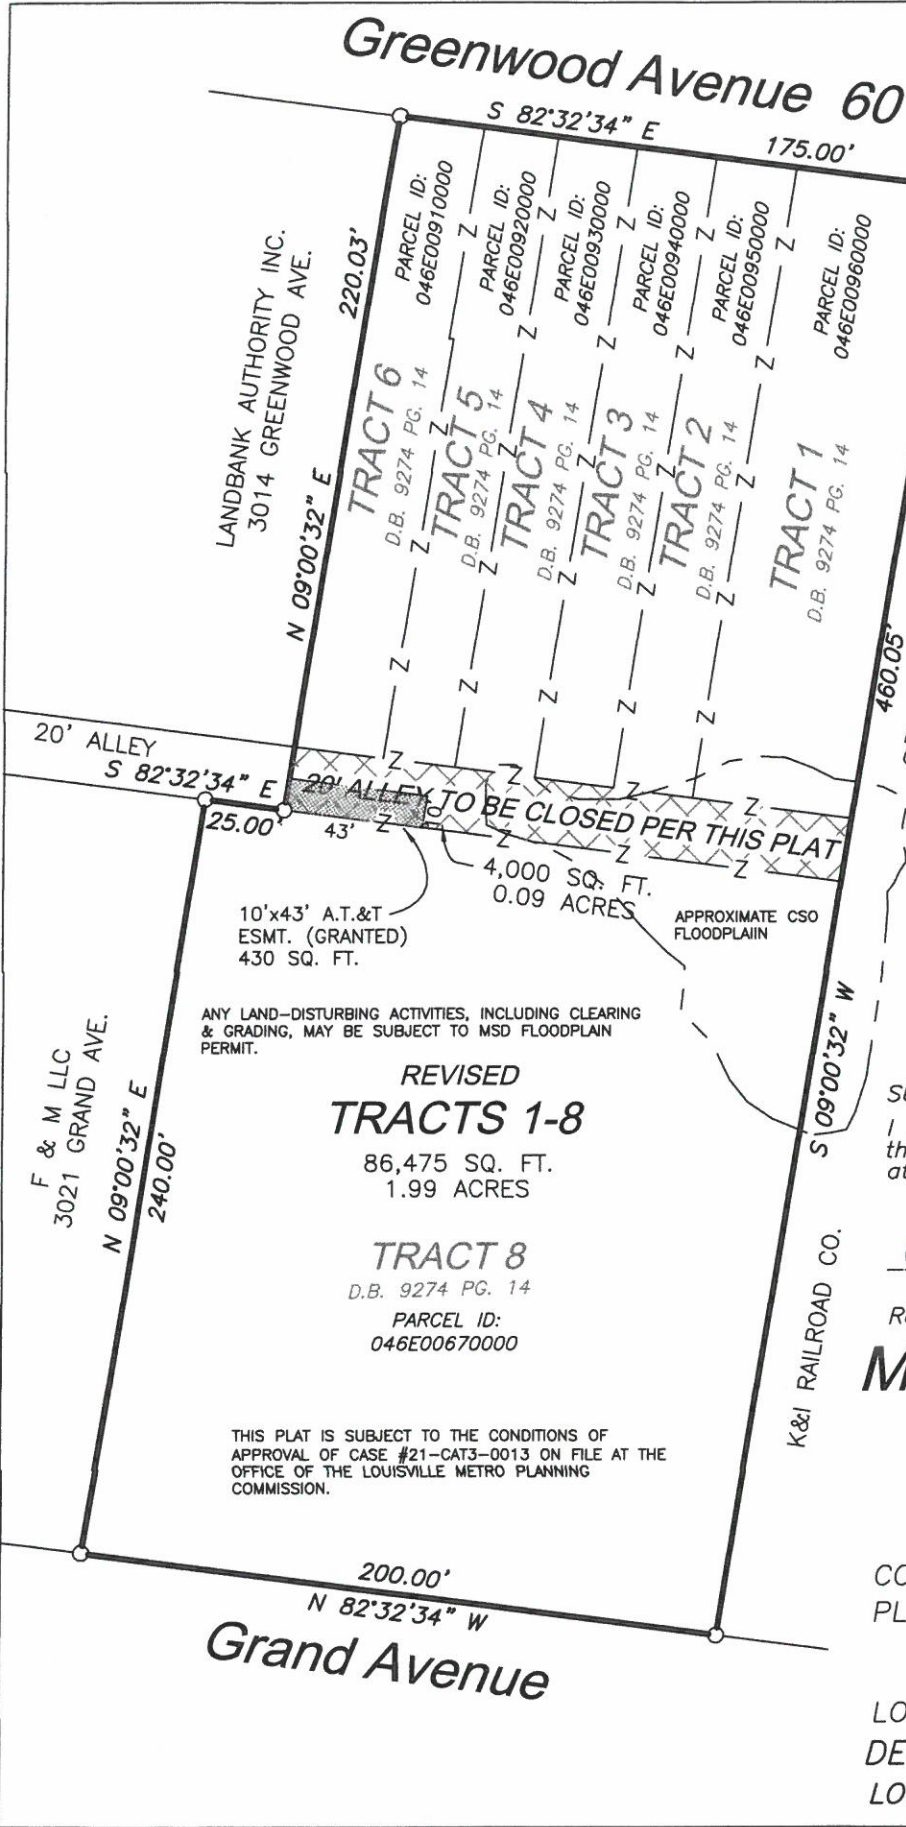 Greenwood Avenue 60
S 82°32'34" E
175.00'
PARCEL ID:
046E00910000
PARCEL ID:
046E00920000
PARCEL ID:
046E00930000
PARCEL ID:
046E00940000
PARCEL ID:
046E00950000
PARCEL ID:
046E00960000
LANDBANK AUTHORITY INC.
3014 GREENWOOD AVE.
220.03'
N 09°00'32" E
TRACT 6
D.B. 9274 PG. 14
TRACT 5
D.B. 9274 PG. 14
TRACT 4
D.B. 9274 PG. 14
TRACT 3
D.B. 9274 PG. 14
TRACT 2
D.B. 9274 PG. 14
TRACT 1
D.B. 9274 PG. 14
460.05'
20' ALLEY
S 82°32'34" E
25.00'
20' ALLEY TO BE CLOSED PER THIS PLAT
43'
4,000 SQ. FT.
0.09 ACRES
10'x43' A.T.&T
ESMT. (GRANTED)
430 SQ. FT.
APPROXIMATE CSO
FLOODPLAIIN
ANY LAND-DISTURBING ACTIVITIES, INCLUDING CLEARING
& GRADING, MAY BE SUBJECT TO MSD FLOODPLAIN
PERMIT.
S 09°00'32" W
F & M LLC
3021 GRAND AVE.
N 09°00'32" E
240.00'
REVISED
TRACTS 1-8
86,475 SQ. FT.
1.99 ACRES
TRACT 8
D.B. 9274 PG. 14
PARCEL ID:
046E00670000
K&I RAILROAD CO.
THIS PLAT IS SUBJECT TO THE CONDITIONS OF
APPROVAL OF CASE #21-CAT3-0013 ON FILE AT THE
OFFICE OF THE LOUISVILLE METRO PLANNING
COMMISSION.
200.00'
N 82°32'34" W
Grand Avenue
I
th
at
M
CO
PL
LO
DE
LO